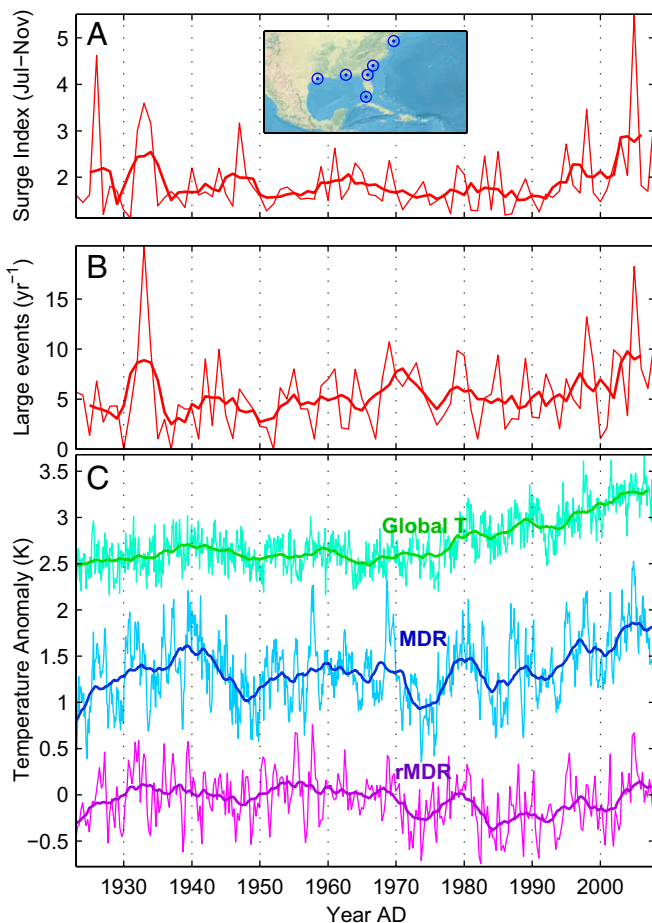 A
Surge Index (Jul−Nov)
5
4
3
2
B
Large events (yr⁻¹)
15
10
5
0
C
Temperature Anomaly (K)
3.5
3
2.5
2
1.5
1
0.5
0
−0.5
Global T
MDR
rMDR
1930 1940 1950 1960 1970 1980 1990 2000
Year AD